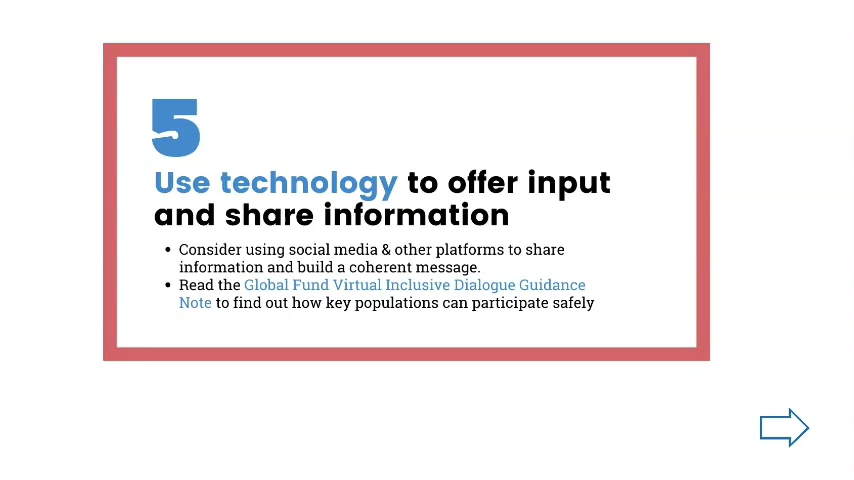 5
Use technology to offer input
and share information
• Consider using social media & other platforms to share
information and build a coherent message.
• Read the Global Fund Virtual Inclusive Dialogue Guidance
Note to find out how key populations can participate safely